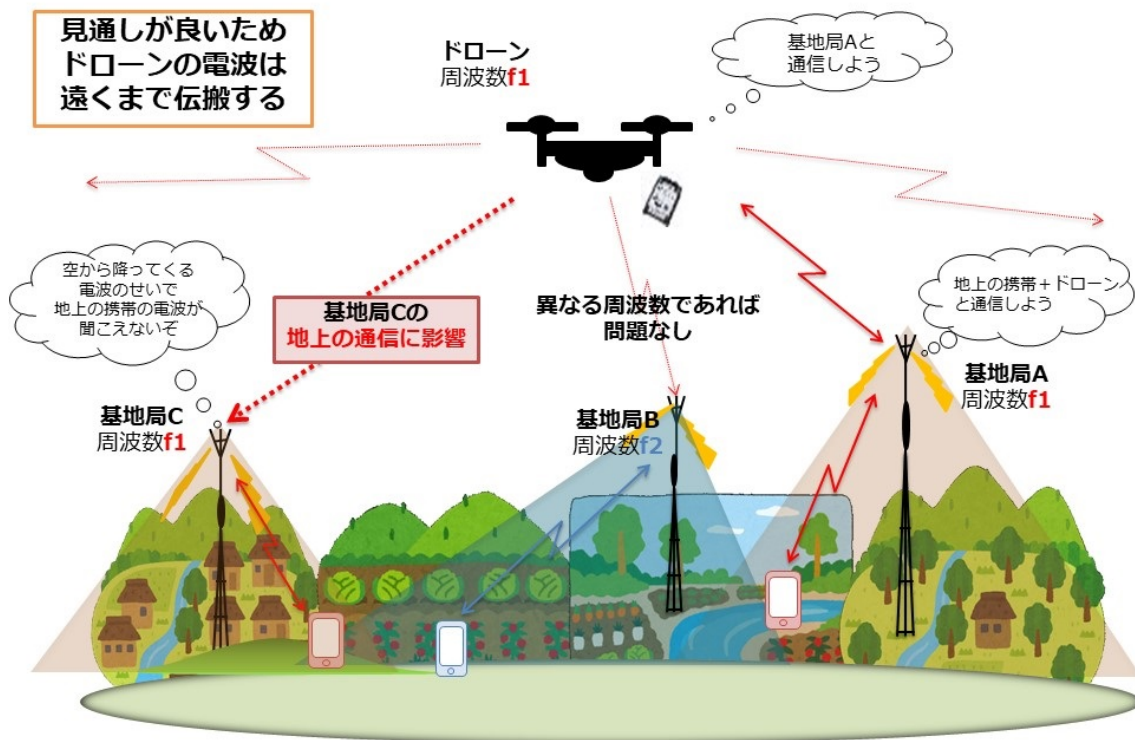 見通しが良いため
ドローンの電波は
遠くまで伝搬する
ドローン
周波数f1
基地局Aと
通信しよう
空から降ってくる
電波のせいで
地上の携帯の電波が
聞こえないぞ
基地局Cの
地上の通信に影響
異なる周波数であれば
問題なし
地上の携帯+ドローン
と通信しよう
基地局A
周波数f1
基地局C
周波数f1
基地局B
周波数f2